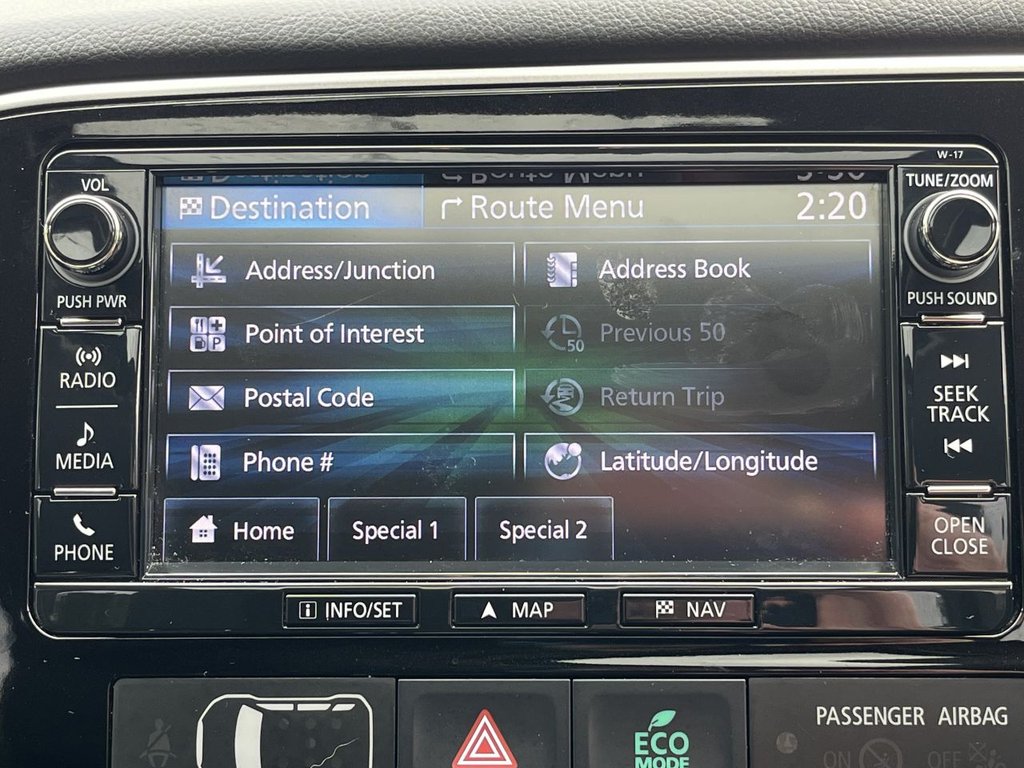 W-17
VOL
PUSH PWR
RADIO
MEDIA
PHONE
Destination
Route Menu
2:20
Address/Junction
Address Book
Point of Interest
Previous 50
50
Postal Code
Return Trip
Phone #
Latitude/Longitude
Home
Special 1
Special 2
TUNE/ZOOM
PUSH SOUND
SEEK
TRACK
OPEN
CLOSE
INFO/SET
MAP
NAV
ECO
MODE
PASSENGER AIRBAG
ON
OFF